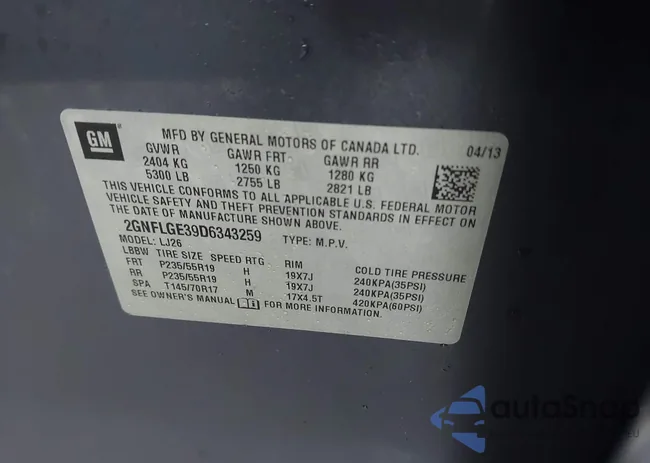 GM
MFD BY GENERAL MOTORS OF CANADA LTD. 04/13
GVWR GAWR FRT GAWR RR
2404 KG 1250 KG 1280 KG
5300 LB 2755 LB 2821 LB
THIS VEHICLE CONFORMS TO ALL APPLICABLE U.S. FEDERAL MOTOR
VEHICLE SAFETY AND THEFT PREVENTION STANDARDS IN EFFECT ON
THE DATE OF MANUFACTURE SHOWN ABOVE.
2GNFLGE39D6343259 TYPE: M.P.V.
MODEL: LJ26
LBBW TIRE SIZE SPEED RTG RIM COLD TIRE PRESSURE
FRT P235/55R19 H 19X7J 240KPA(35PSI)
RR P235/55R19 H 19X7J 240KPA(35PSI)
SPA T145/70R17 M 17X4.5T 420KPA(60PSI)
SEE OWNER'S MANUAL FOR MORE INFORMATION.
autoSnap